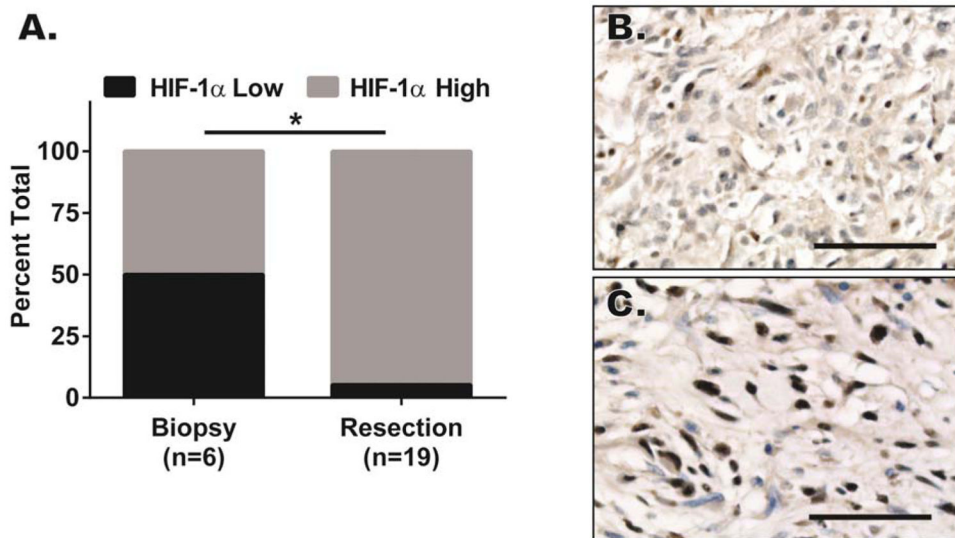 A.
HIF-1α Low HIF-1α High
*
Percent Total
100
75
50
25
0
Biopsy
(n=6)
Resection
(n=19)
B.
C.